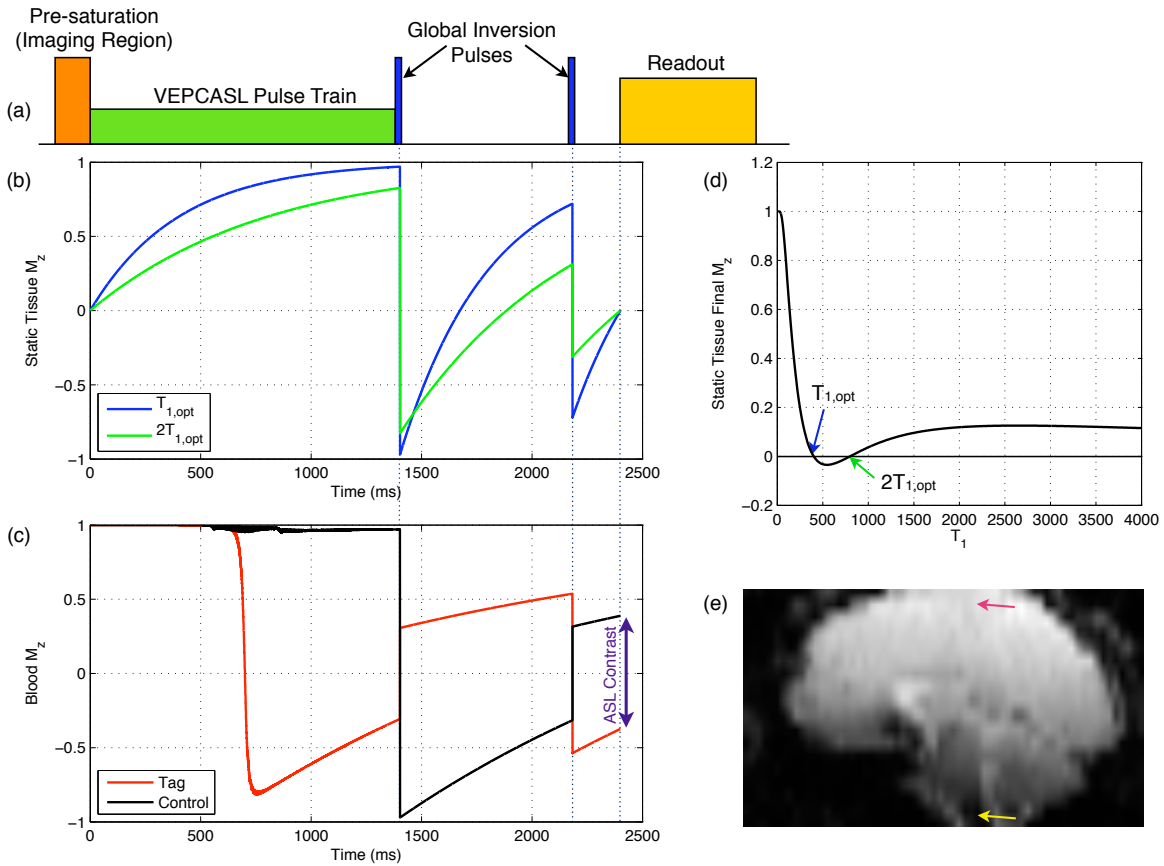 Pre-saturation
(Imaging Region)
Global Inversion
Pulses
Readout
VEPCASL Pulse Train
(a)
(b)
1
0.5
0
−0.5
−1
Static Tissue M_z
T_1,opt
2T_1,opt
0 500 1000 1500 2000 2500
Time (ms)
(c)
1
0.5
0
−0.5
−1
Blood M_z
ASL Contrast
Tag
Control
0 500 1000 1500 2000 2500
Time (ms)
(d)
1.2
1
0.8
0.6
0.4
0.2
0
−0.2
Static Tissue Final M_z
T_1,opt
2T_1,opt
0 500 1000 1500 2000 2500 3000 3500 4000
T_1
(e)